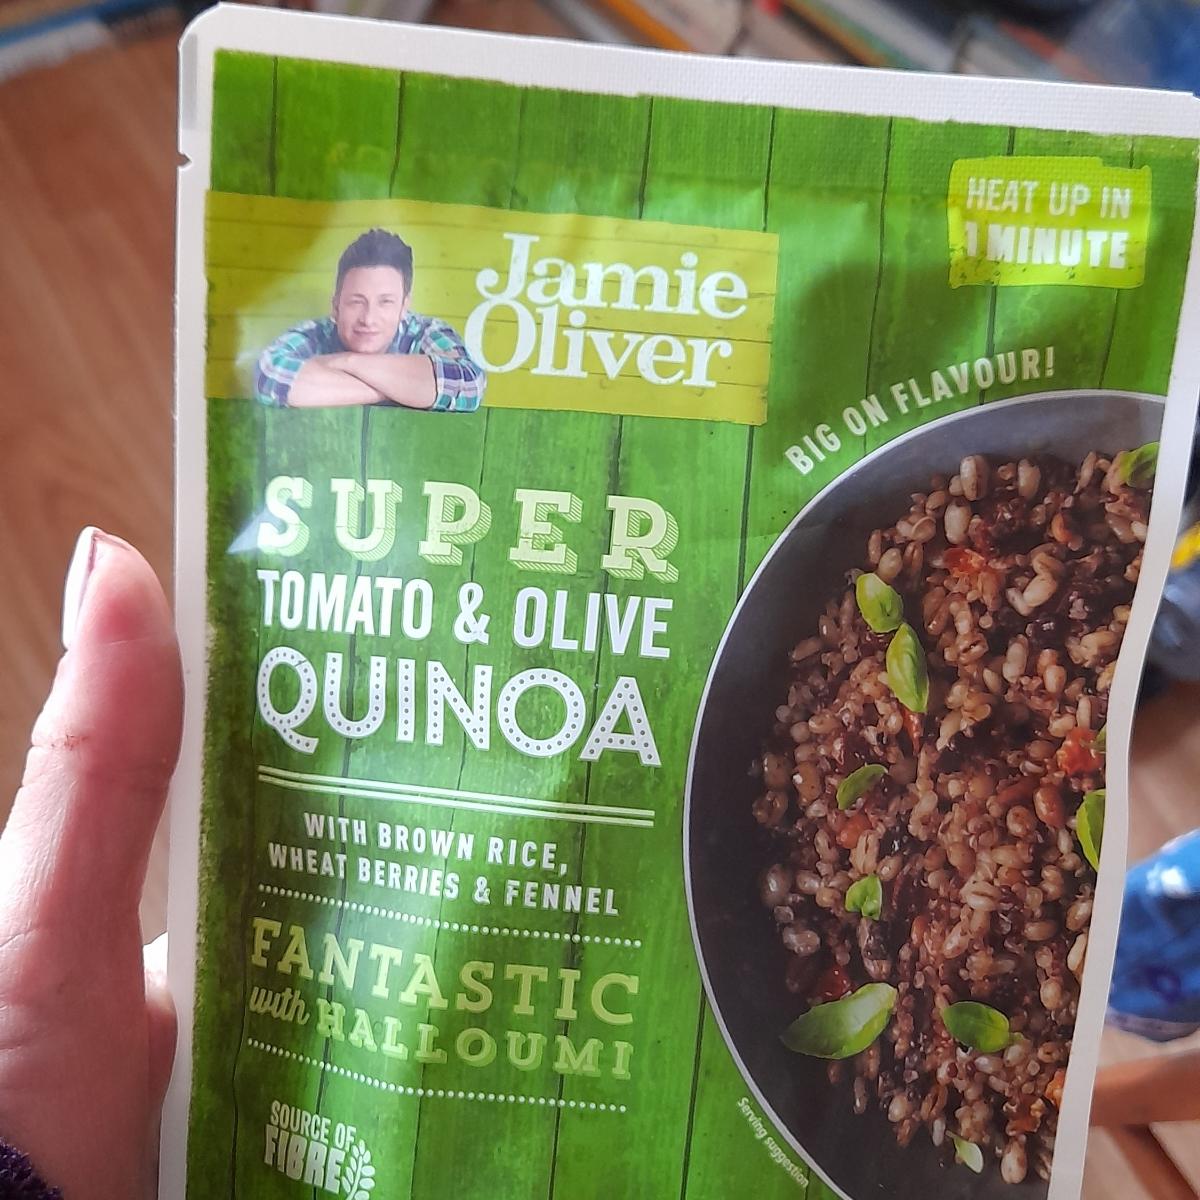 Jamie
Oliver
HEAT UP IN
1 MINUTE
BIG ON FLAVOUR!
SUPER
TOMATO & OLIVE
QUINOA
WITH BROWN RICE,
WHEAT BERRIES & FENNEL
FANTASTIC
with HALLOUMI
SOURCE OF
FIBRE
Serving suggestion